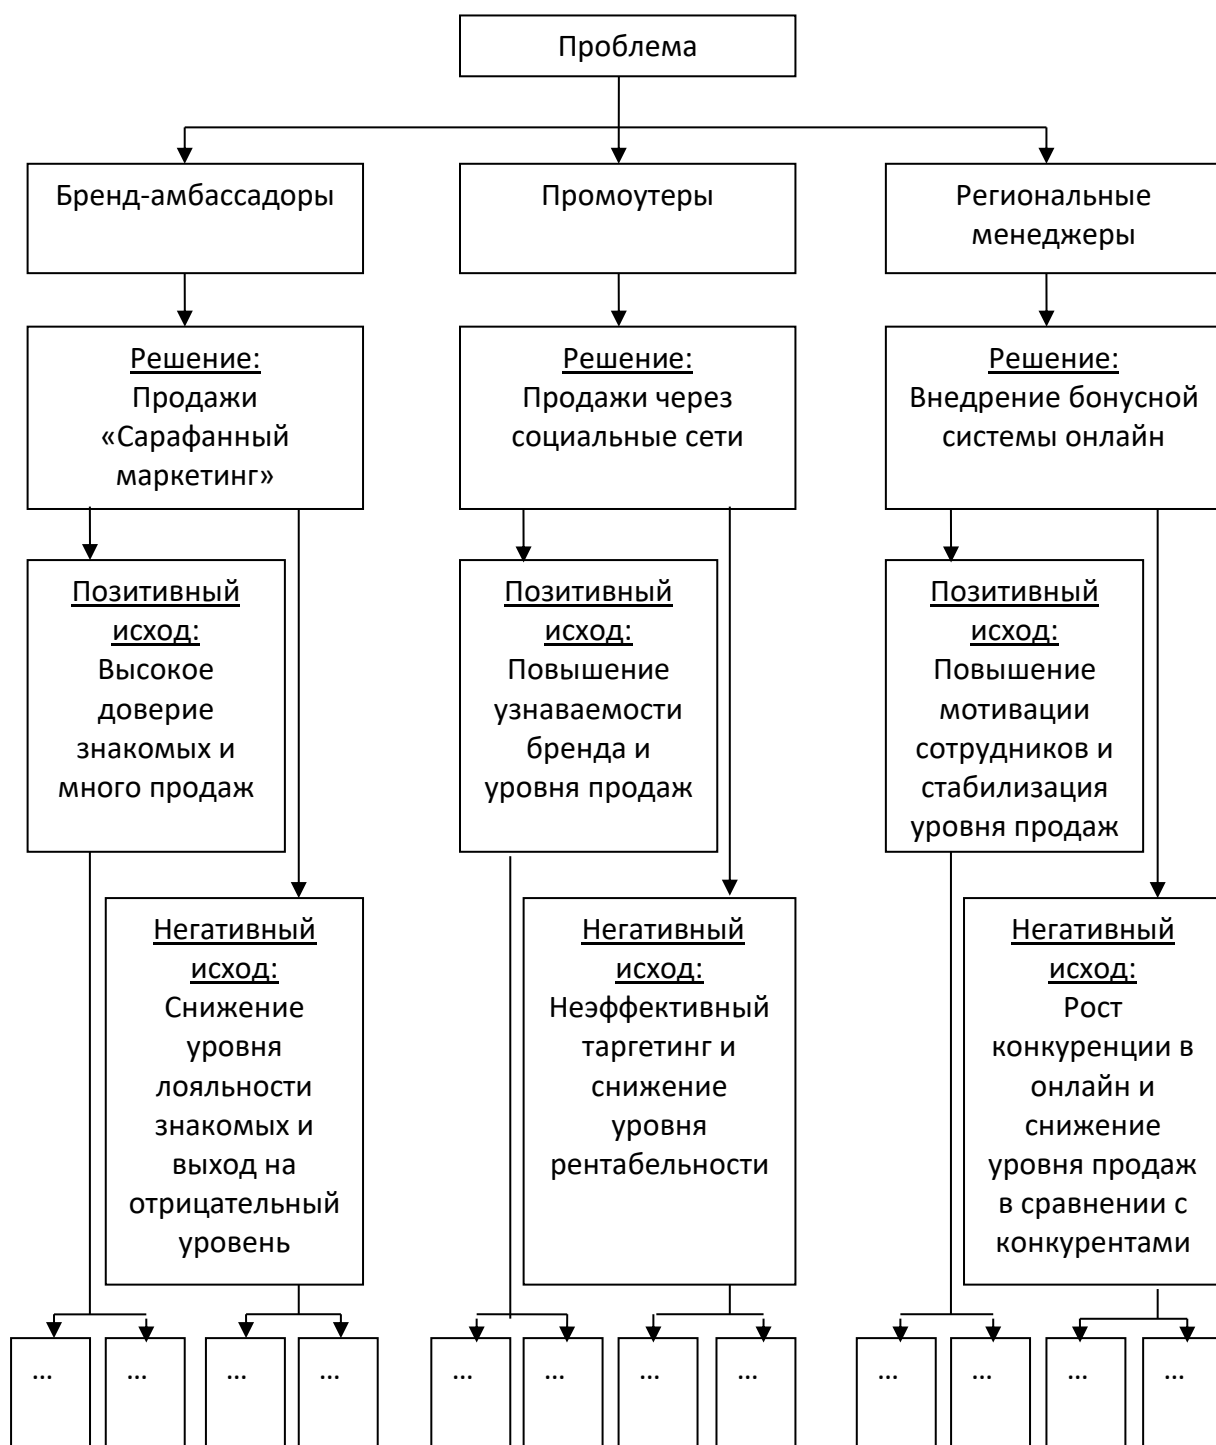 Проблема
Бренд-амбассадоры
Промоутеры
Региональные
менеджеры
Решение:
Продажи
«Сарафанный
маркетинг»
Решение:
Продажи через
социальные сети
Решение:
Внедрение бонусной
системы онлайн
Позитивный
исход:
Высокое
доверие
знакомых и
много продаж
Позитивный
исход:
Повышение
узнаваемости
бренда и
уровня продаж
Позитивный
исход:
Повышение
мотивации
сотрудников и
стабилизация
уровня продаж
Негативный
исход:
Снижение
уровня
лояльности
знакомых и
выход на
отрицательный
уровень
Негативный
исход:
Неэффективный
таргетинг и
снижение
уровня
рентабельности
Негативный
исход:
Рост
конкуренции в
онлайн и
снижение
уровня продаж
в сравнении с
конкурентами
...
...
...
...
...
...
...
...
...
...
...
...